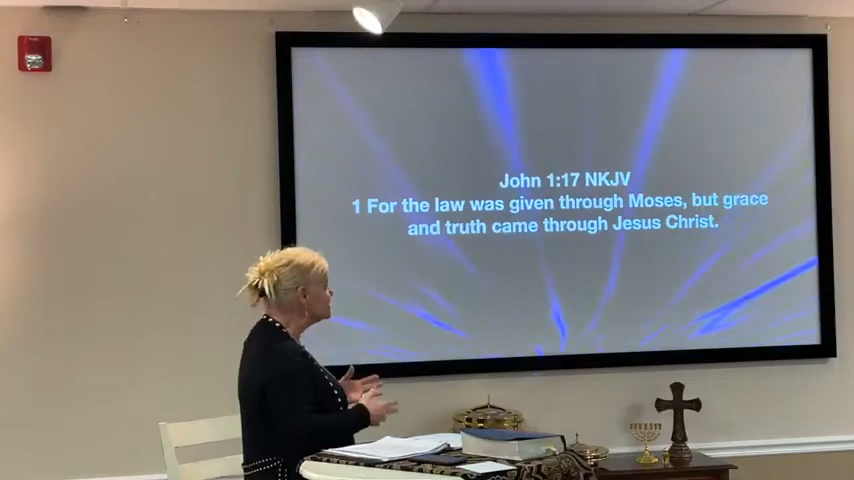 John 1:17 NKJV
1 For the law was given through Moses, but grace
and truth came through Jesus Christ.